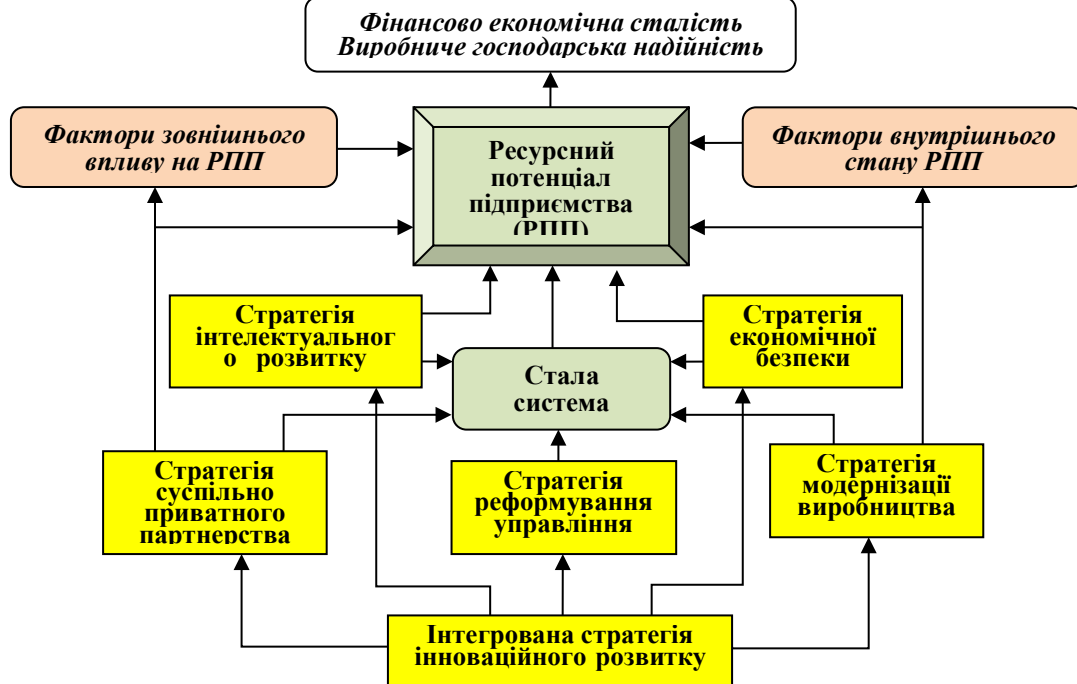 Фінансово економічна сталість
Виробниче господарська надійність
Фактори зовнішнього
впливу на РПП
Ресурсний
потенціал
підприємства
(РПП)
Фактори внутрішнього
стану РПП
Стратегія
інтелектуальног
о розвитку
Стратегія
економічної
безпеки
Стала
система
Стратегія
суспільно
приватного
партнерства
Стратегія
реформування
управління
Стратегія
модернізації
виробництва
Інтегрована стратегія
інноваційного розвитку